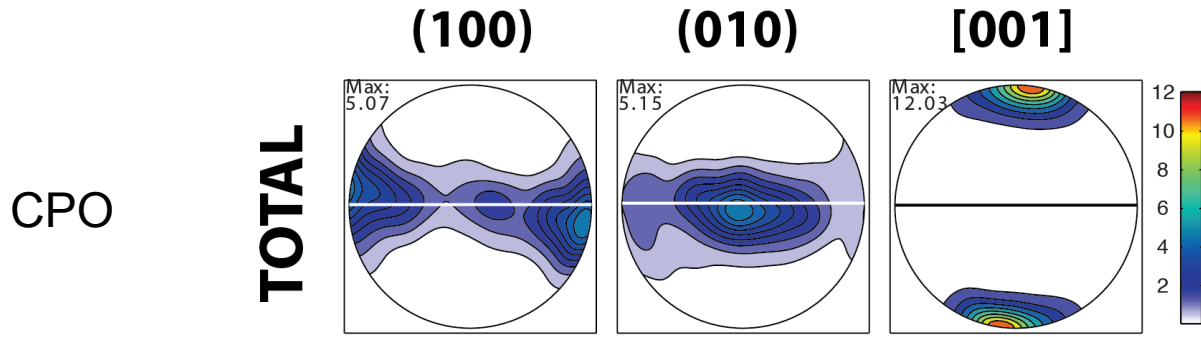 (100) (010) [001]
CPO
TOTAL
Max:
5.07
Max:
5.15
Max:
12.03
12
10
8
6
4
2